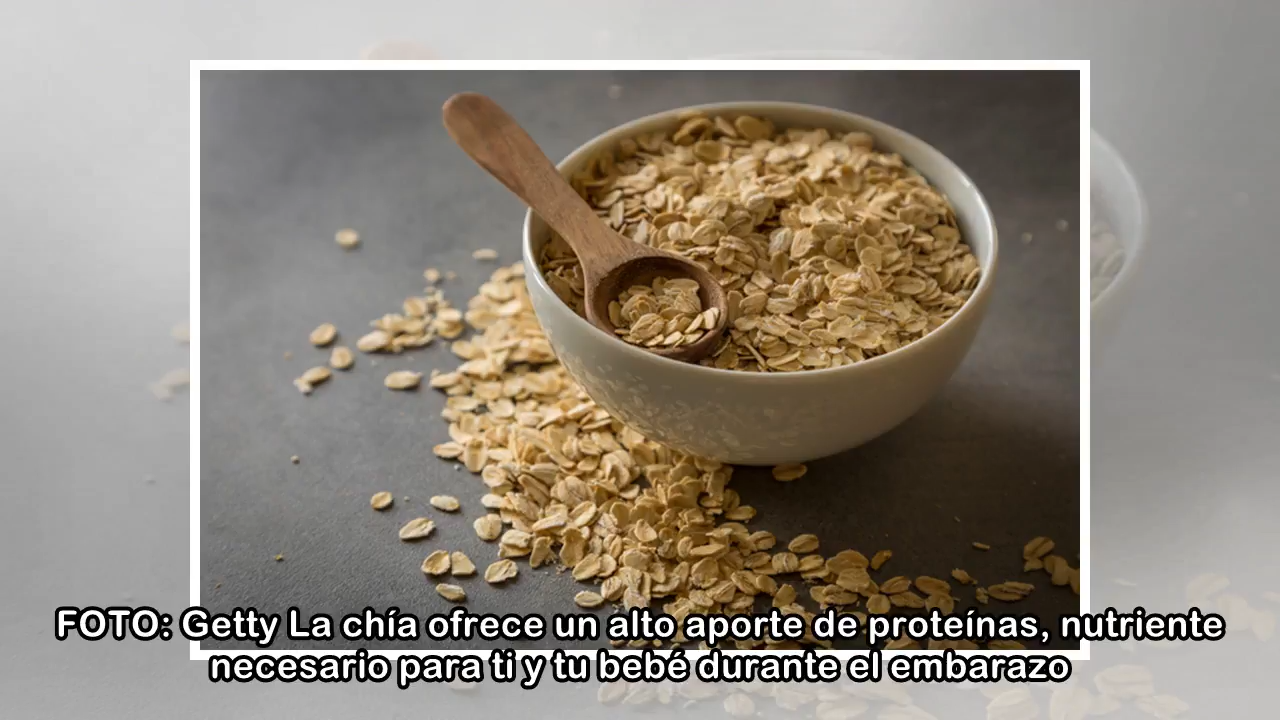 FOTO: Getty La chía ofrece un alto aporte de proteínas, nutriente
necesario para ti y tu bebé durante el embarazo